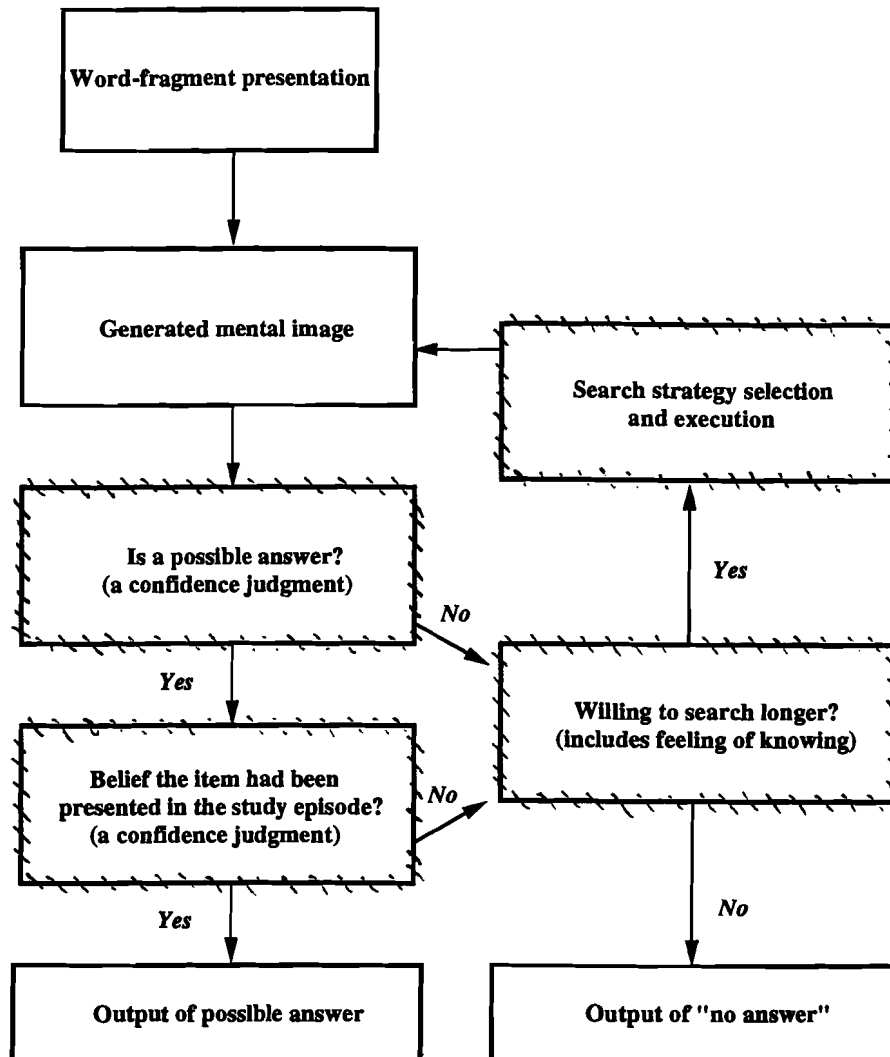 Word-fragment presentation
Generated mental image
Search strategy selection
and execution
Is a possible answer?
(a confidence judgment)
No
Yes
Yes
Willing to search longer?
(includes feeling of knowing)
Belief the item had been
presented in the study episode?
(a confidence judgment)
No
Yes
No
Output of possible answer
Output of "no answer"